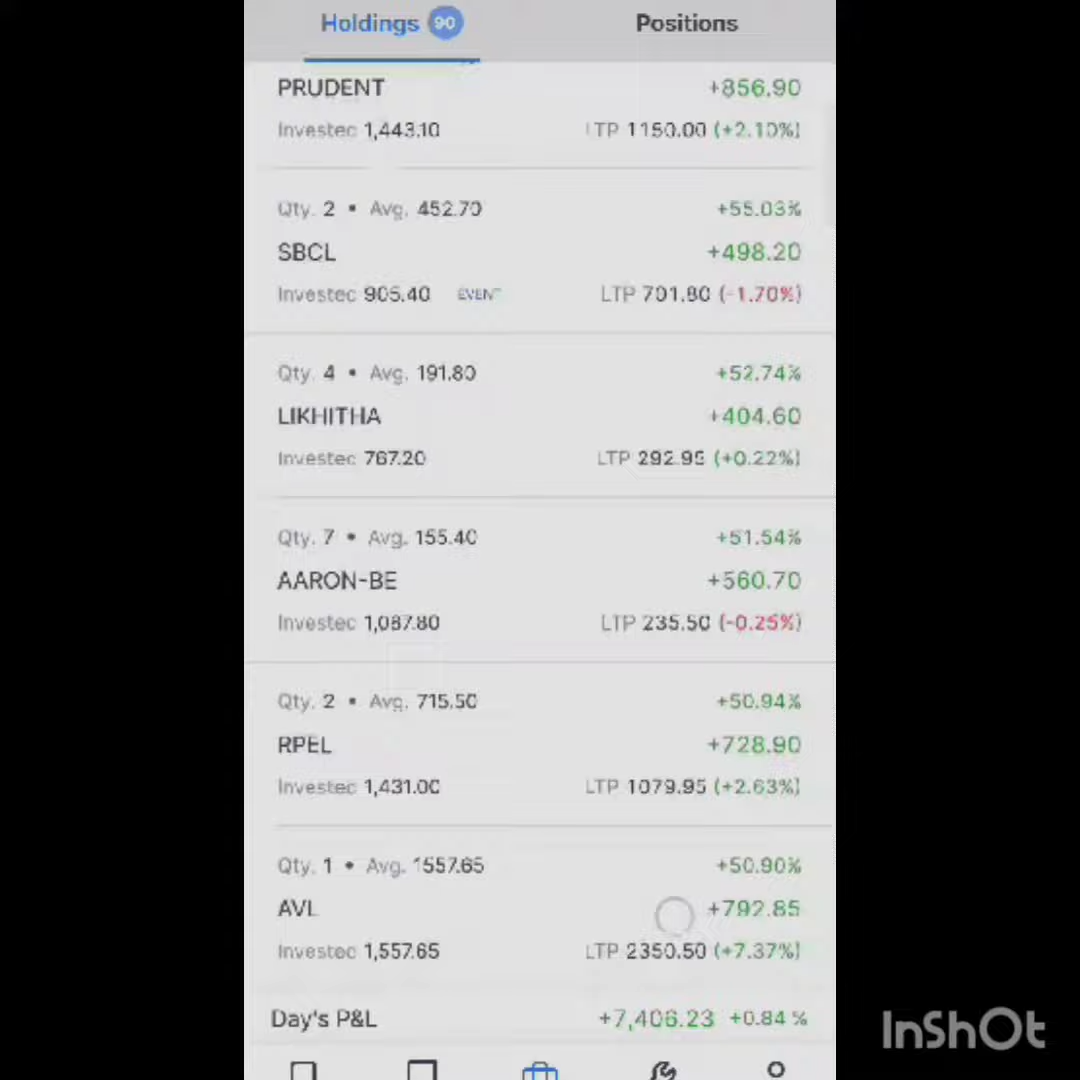 Holdings 90 Positions
PRUDENT +856.90
Invested 1,443.10 LTP 1150.00 (+2.10%)
Qty. 2 • Avg. 452.70 +55.03%
SBCL +498.20
Invested 905.40 EVENT LTP 701.80 (-1.70%)
Qty. 4 • Avg. 191.80 +52.74%
LIKHITHA +404.60
Invested 767.20 LTP 292.95 (+0.22%)
Qty. 7 • Avg. 155.40 +51.54%
AARON-BE +560.70
Invested 1,087.80 LTP 235.50 (-0.25%)
Qty. 2 • Avg. 715.50 +50.94%
RPEL +728.90
Invested 1,431.00 LTP 1079.95 (+2.63%)
Qty. 1 • Avg. 1557.65 +50.90%
AVL +792.85
Invested 1,557.65 LTP 2350.50 (+7.37%)
Day's P&L +7,406.23 +0.84 %
InShOt